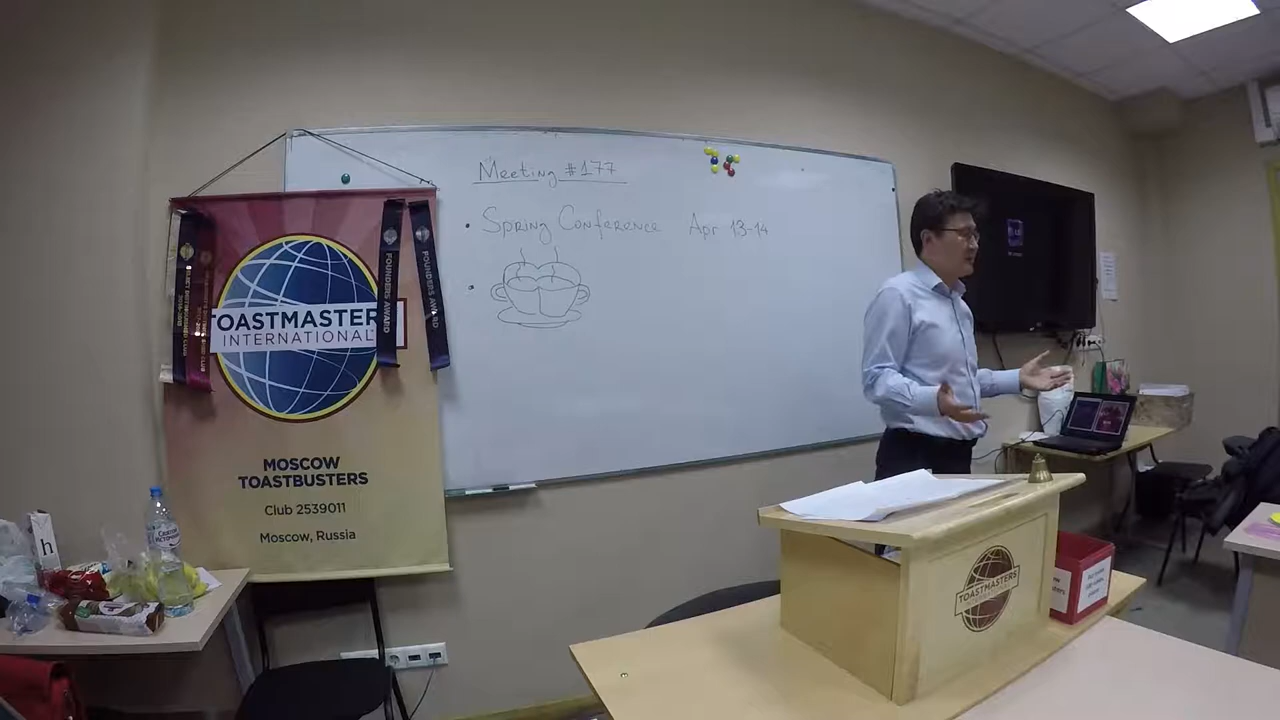 Meeting #177
• Spring Conference Apr 13-14
•
TOASTMASTERS
INTERNATIONAL
FOUNDERS AWARD
FOUNDERS AWARD
MOSCOW
TOASTBUSTERS
Club 2539011
Moscow, Russia
h
TOASTMASTERS
INTERNATIONAL